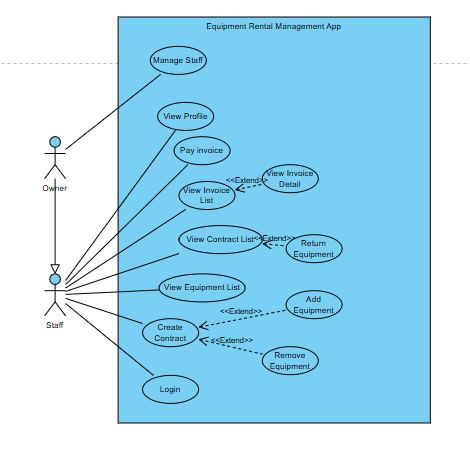 Equipment Rental Management App
Manage Staff
View Profile
Pay invoice
View Invoice
List
<<Extend>>
View Invoice
Detail
Owner
View Contract List
<<Extend>>
Return
Equipment
View Equipment List
Staff
Create
Contract
<<Extend>>
Add
Equipment
<<Extend>>
Remove
Equipment
Login